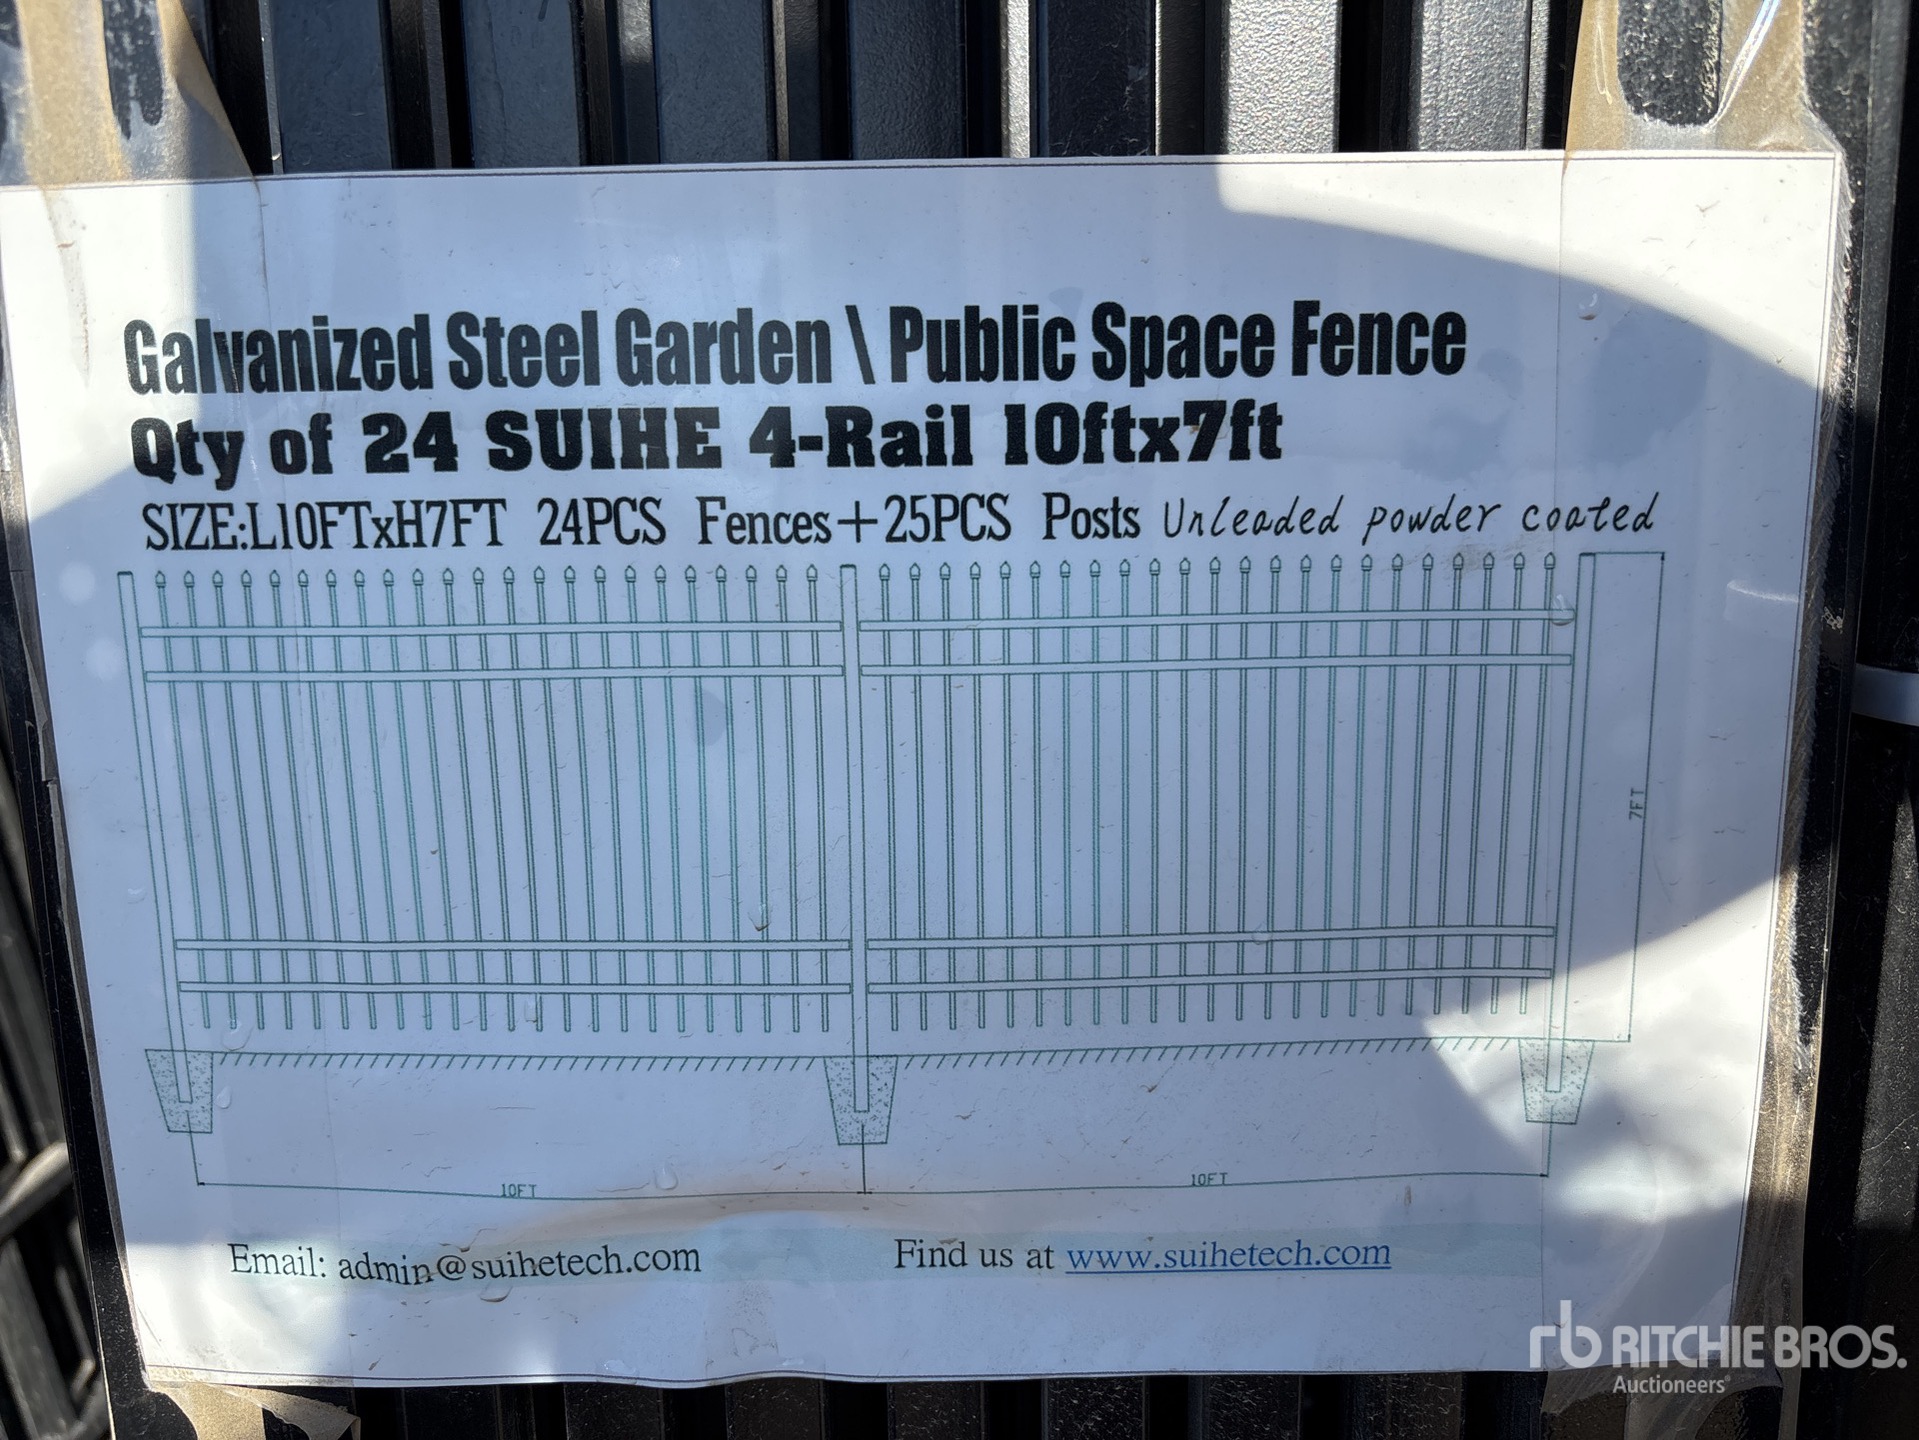 Galvanized Steel Garden \ Public Space Fence
Qty of 24 SUIHE 4-Rail 10ftx7ft
SIZE:L10FTxH7FT 24PCS Fences+25PCS Posts Unleaded powder coated
7FT
10FT
10FT
Email: admin@suihetech.com
Find us at www.suihetech.com
rb RITCHIE BROS.
Auctioneers